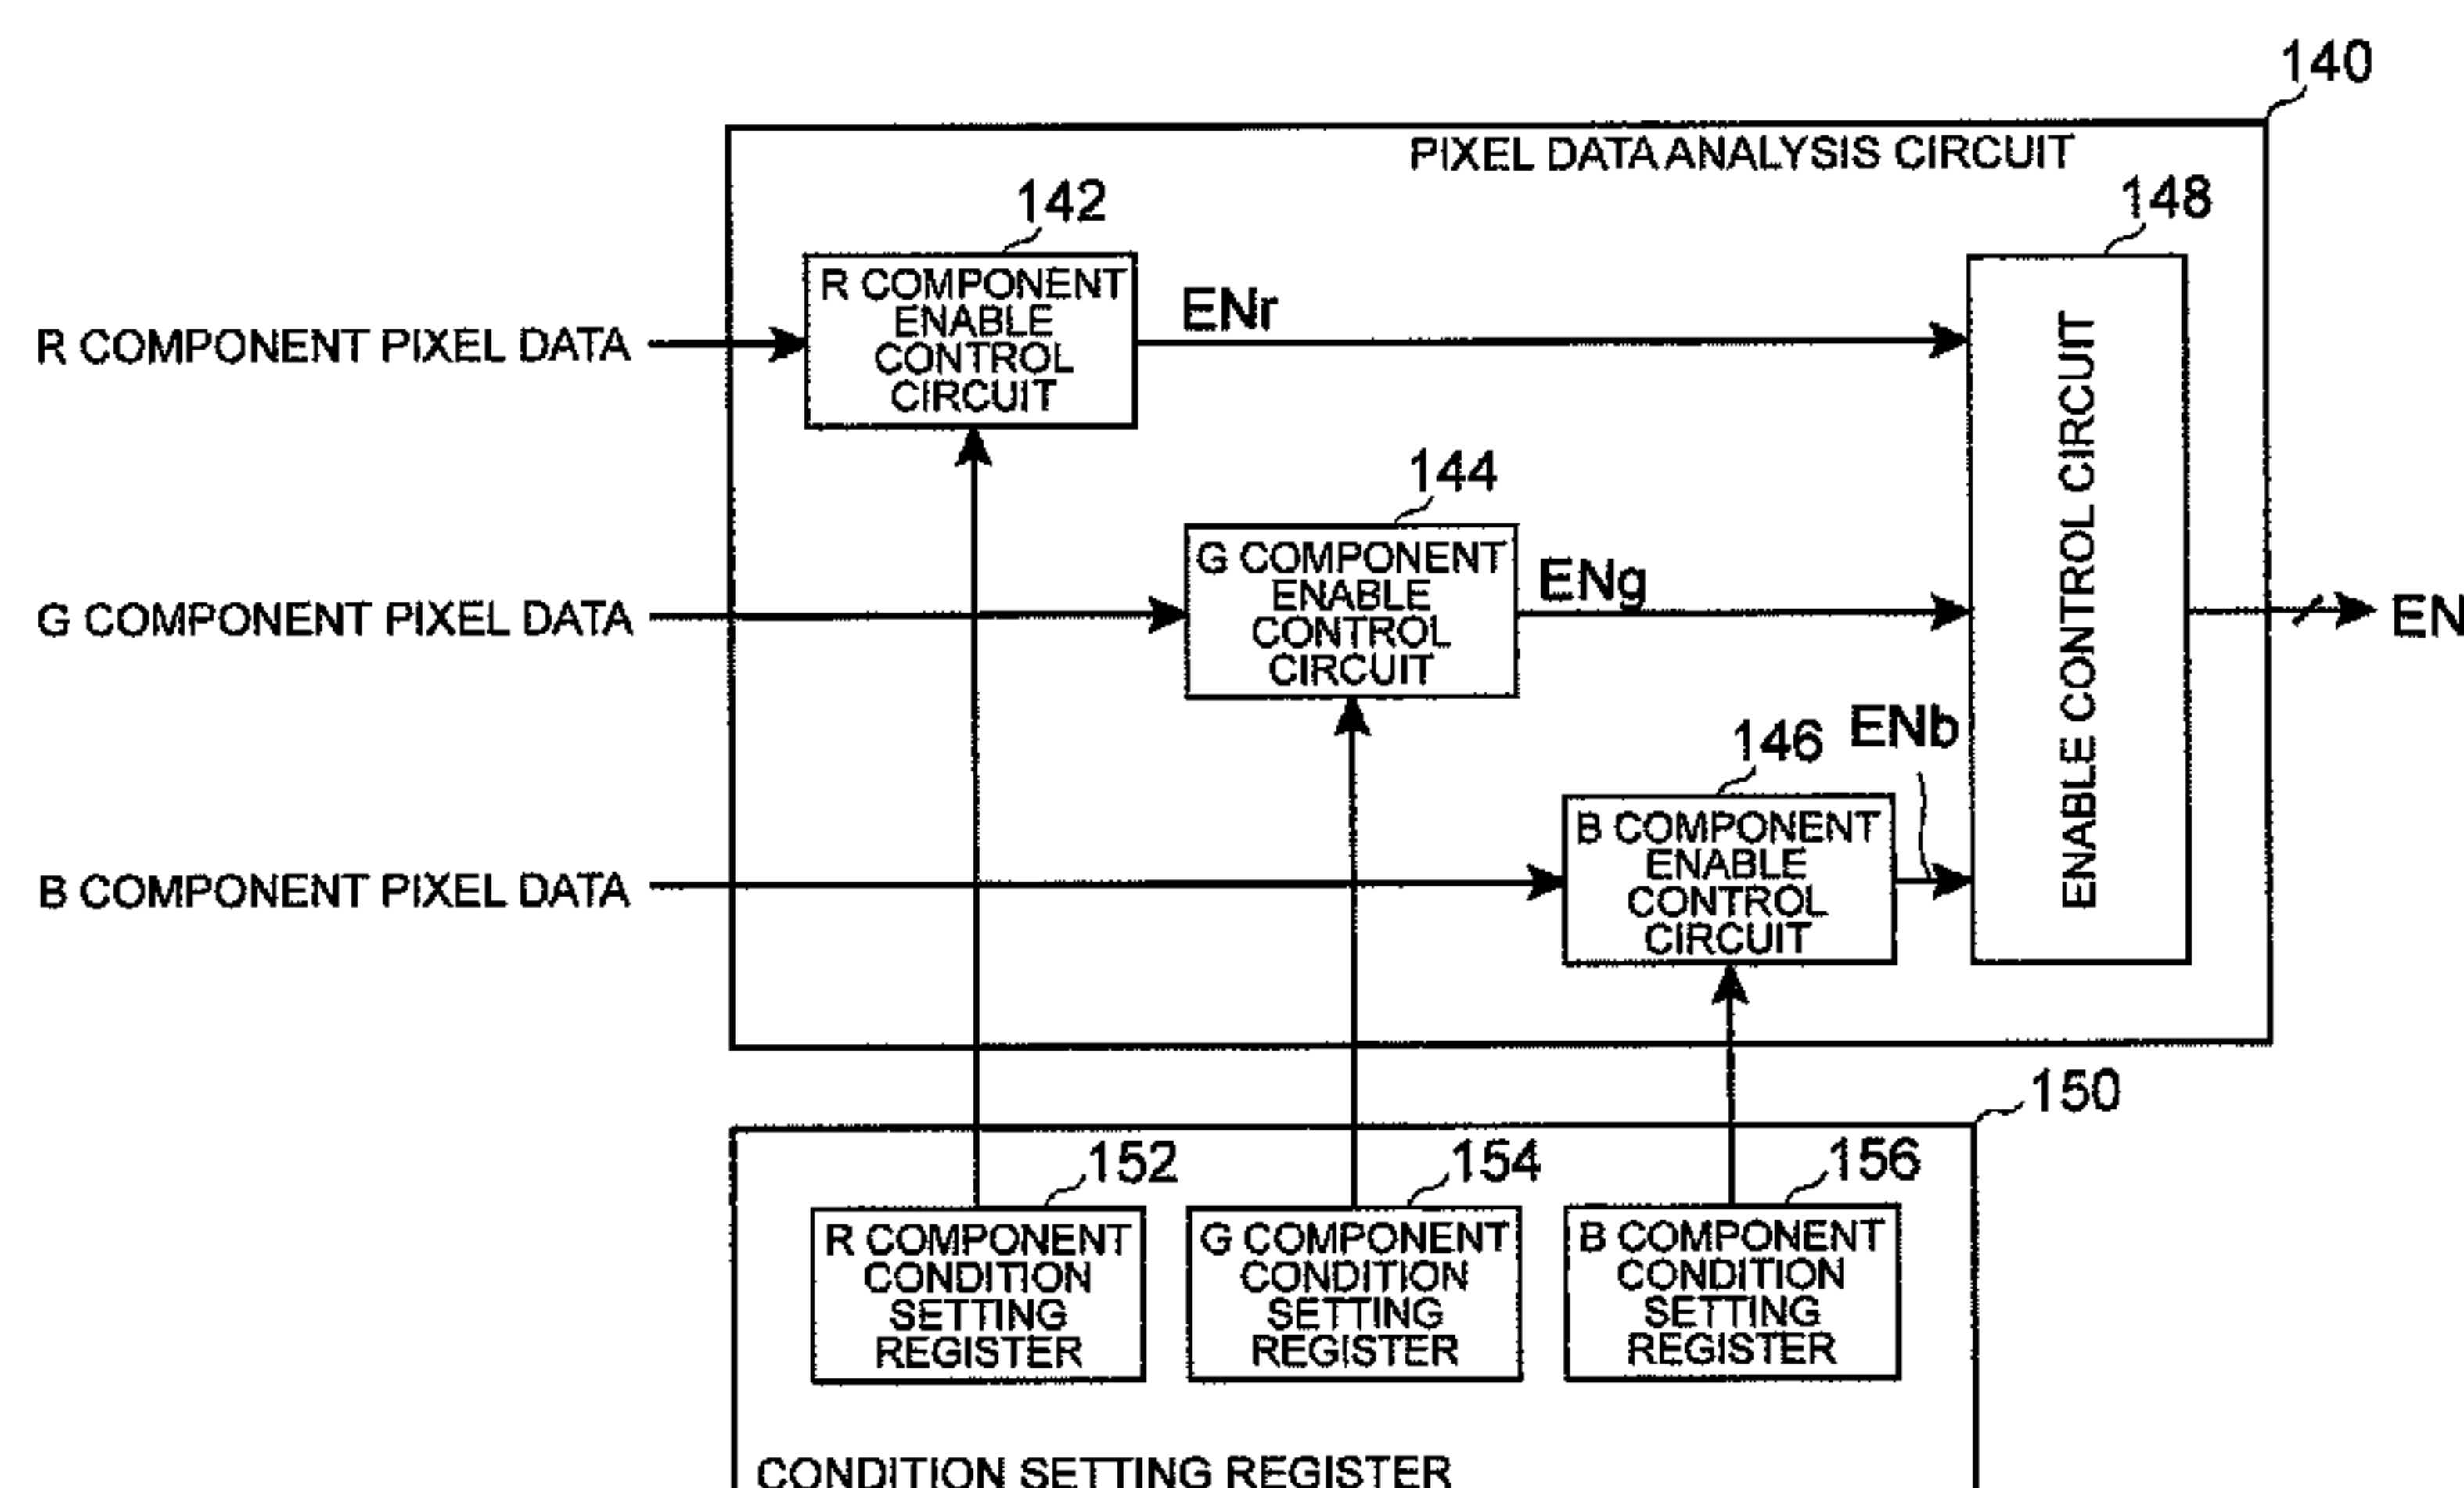 140
PIXEL DATA ANALYSIS CIRCUIT
142
148
R COMPONENT
ENABLE
CONTROL
CIRCUIT
ENr
R COMPONENT PIXEL DATA
ENABLE CONTROL CIRCUIT
144
G COMPONENT
ENABLE
CONTROL
CIRCUIT
ENg
G COMPONENT PIXEL DATA
EN
146
ENb
B COMPONENT
ENABLE
CONTROL
CIRCUIT
B COMPONENT PIXEL DATA
150
152
154
156
R COMPONENT
CONDITION
SETTING
REGISTER
G COMPONENT
CONDITION
SETTING
REGISTER
B COMPONENT
CONDITION
SETTING
REGISTER
CONDITION SETTING REGISTER